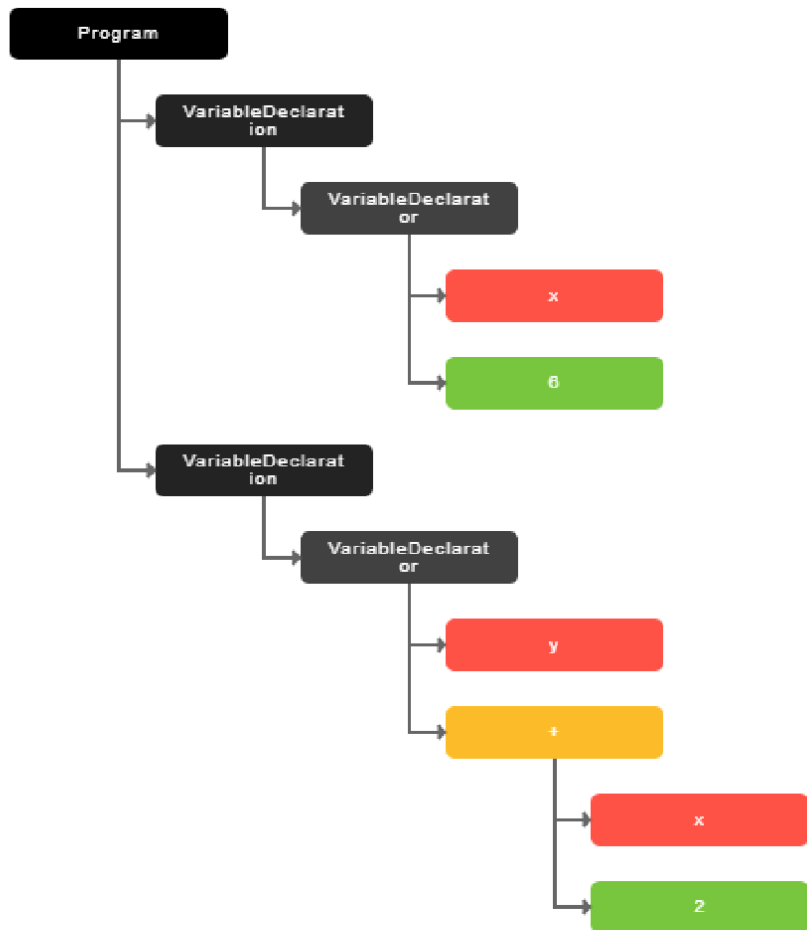 Program
VariableDeclarat
ion
VariableDeclarat
or
x
6
VariableDeclarat
ion
VariableDeclarat
or
y
+
x
2